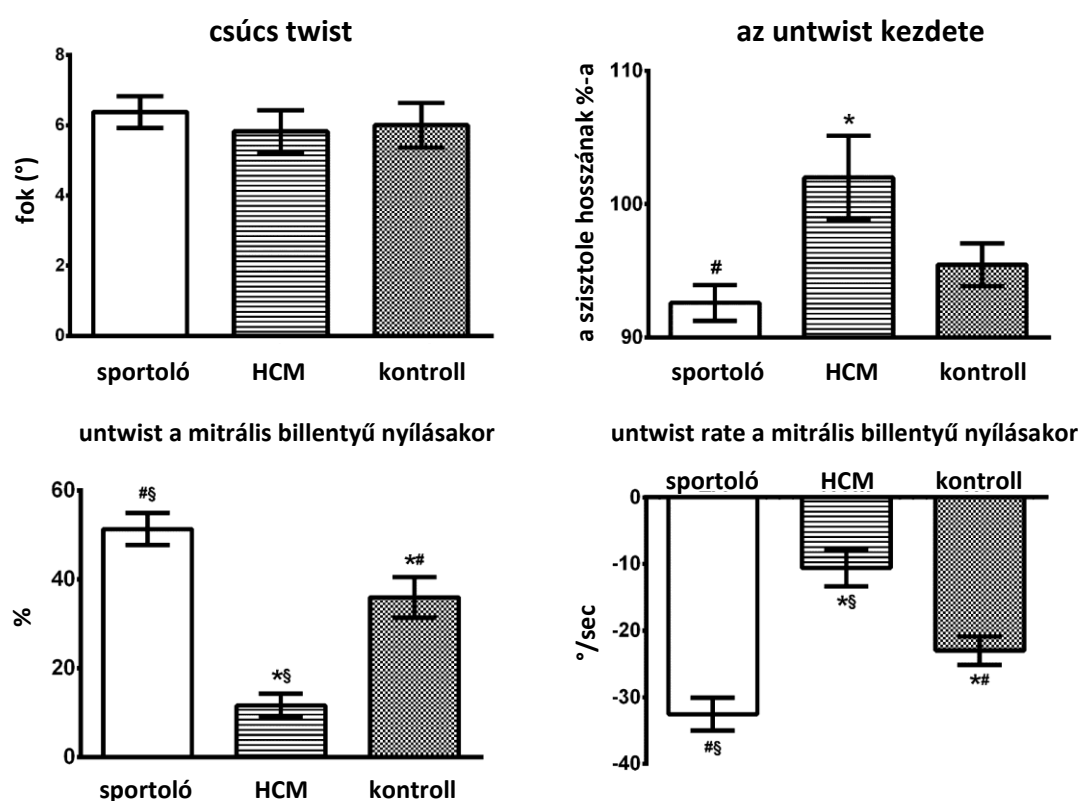 csúcs twist
fok (°)
8
6
4
2
0
sportoló HCM kontroll
az untwist kezdete
a szisztole hosszának %-a
110
100
90
#
*
sportoló HCM kontroll
untwist a mitrális billentyű nyílásakor
%
60
40
20
0
#§
*§
*#
sportoló HCM kontroll
untwist rate a mitrális billentyű nyílásakor
sportoló HCM kontroll
°/sec
0
-10
-20
-30
-40
#§
*§
*#